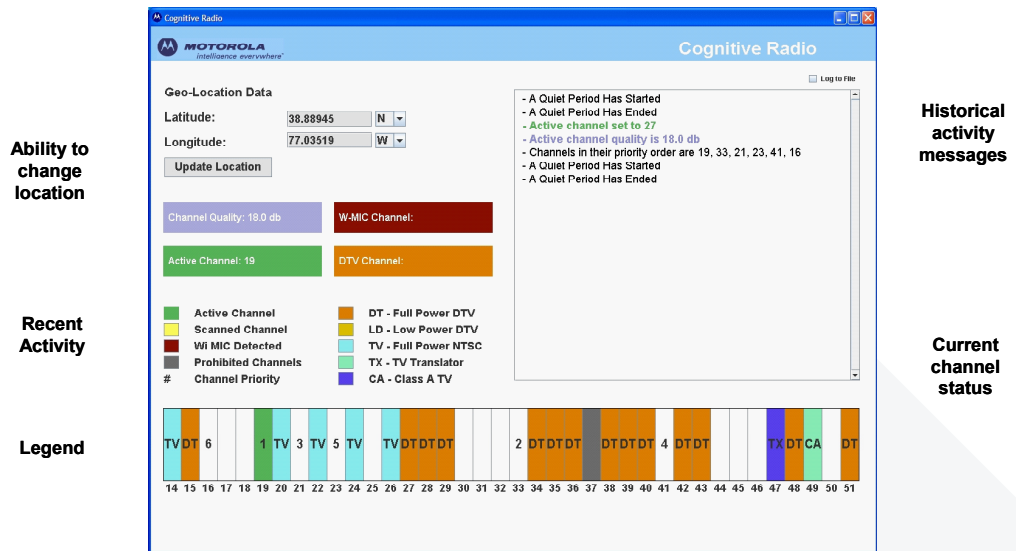 Cognitive Radio
MOTOROLA
intelligence everywhere™
Cognitive Radio
Ability to
change
location
Recent
Activity
Legend
Geo-Location Data
Latitude: 38.88945 N
Longitude: 77.03519 W
Update Location
Channel Quality: 18.0 db W-MIC Channel:
Active Channel: 19 DTV Channel:
Active Channel DT - Full Power DTV
Scanned Channel LD - Low Power DTV
Wi MIC Detected TV - Full Power NTSC
Prohibited Channels TX - TV Translator
# Channel Priority CA - Class A TV
Log to File
- A Quiet Period Has Started
- A Quiet Period Has Ended
- Active channel set to 27
- Active channel quality is 18.0 db
- Channels in their priority order are 19, 33, 21, 23, 41, 16
- A Quiet Period Has Started
- A Quiet Period Has Ended
Historical
activity
messages
Current
channel
status
TV DT 6 1 TV 3 TV 5 TV TV DT DT DT 2 DT DT DT DT DT DT 4 DT DT TX DT CA DT
14 15 16 17 18 19 20 21 22 23 24 25 26 27 28 29 30 31 32 33 34 35 36 37 38 39 40 41 42 43 44 45 46 47 48 49 50 51